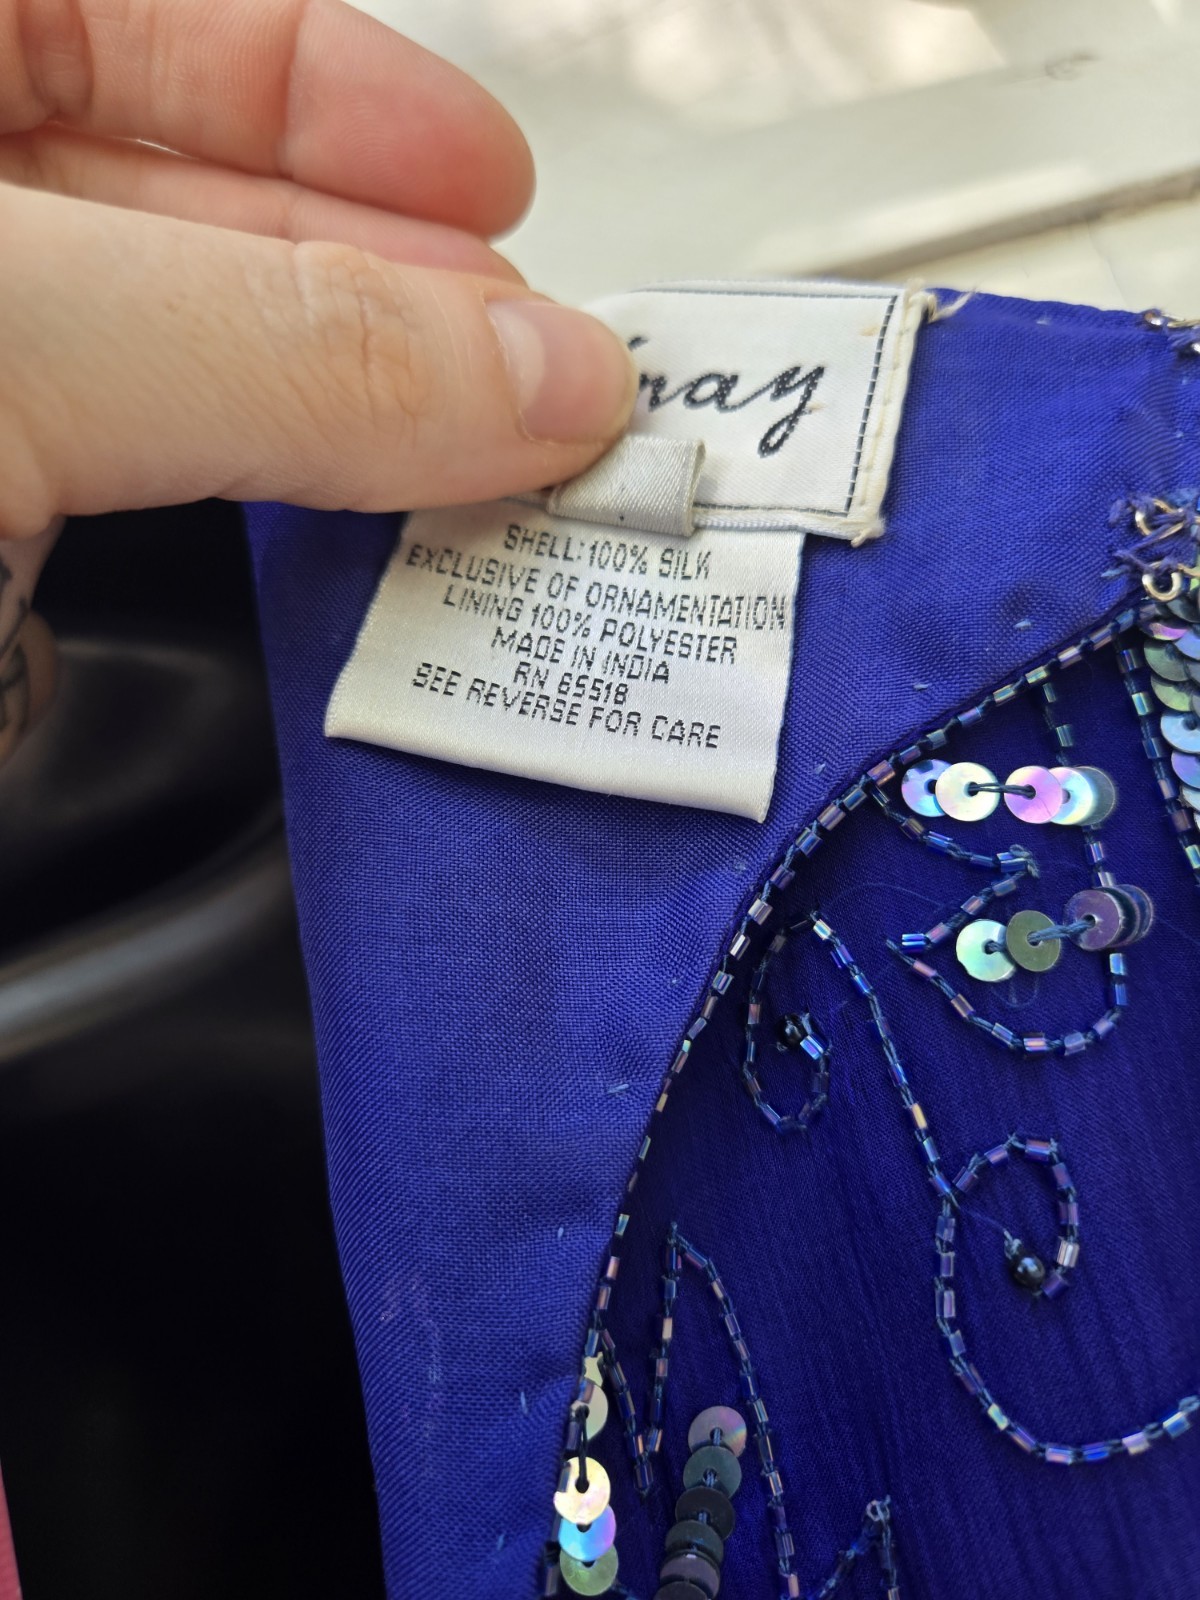 SHELL:100% SILK
EXCLUSIVE OF ORNAMENTATION
LINING 100% POLYESTER
MADE IN INDIA
RN 65518
SEE REVERSE FOR CARE